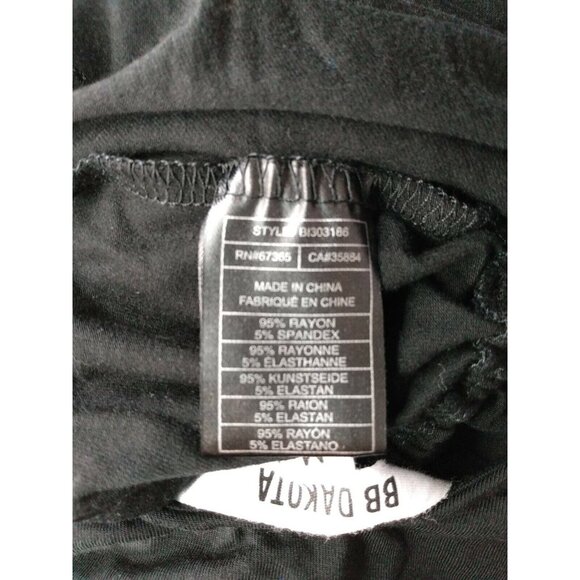 STYLE: BI303186
RN#67365 CA#35884
MADE IN CHINA
FABRIQUÉ EN CHINE
95% RAYON
5% SPANDEX
95% RAYONNE
5% ÉLASTHANNE
95% KUNSTSEIDE
5% ELASTAN
95% RAION
5% ELASTAN
95% RAYÓN
5% ELASTANO
BB DAKOTA